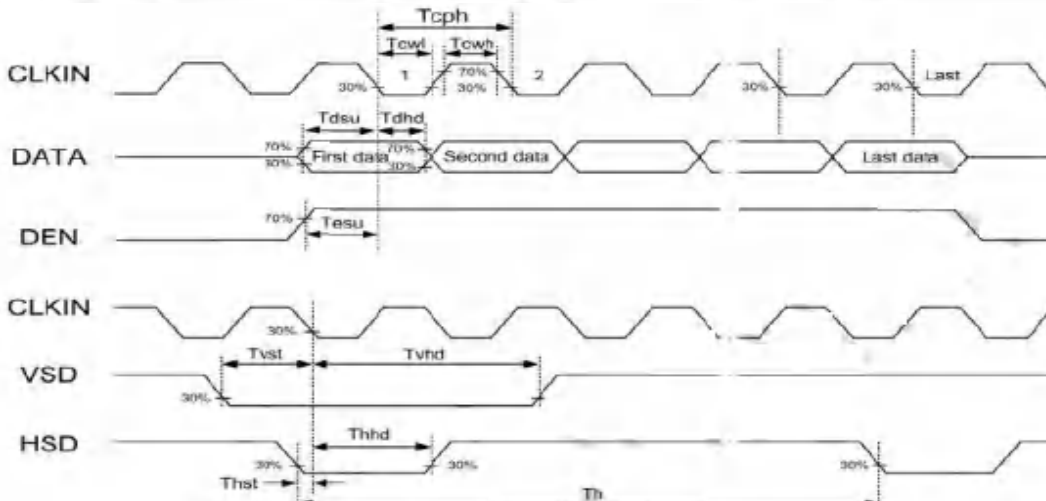 Tcph
Tcwl Tcwh
CLKIN 1 70% 2 Last
30% 30% 30% 30%
Tdsu Tdhd
DATA 70% 70%
First data Second data Last data
30% 30%
70% Tesu
DEN
CLKIN
30%
Tvst Tvhd
VSD
30%
HSD Thhd
30% 30% 30%
Thst
Th